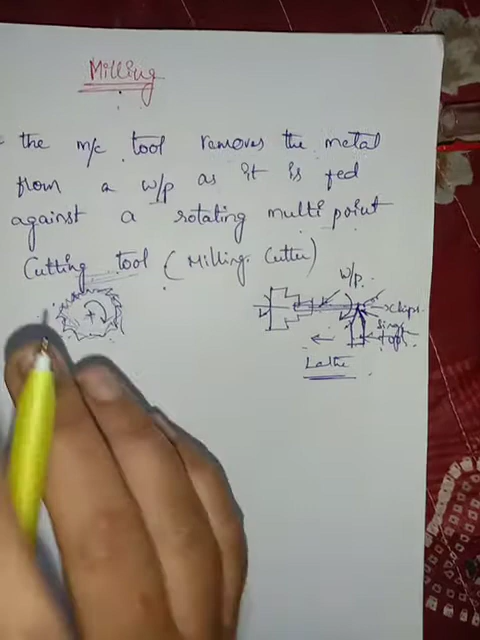 Milling
the m/c tool removes the metal
from a w/p as it is fed
against a rotating multi point
Cutting tool (Milling Cutter)
w/p
chips
tool
Lathe